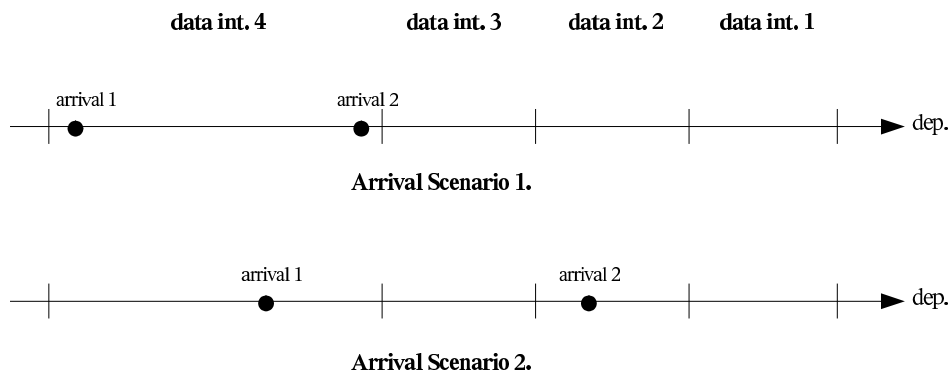 data int. 4 data int. 3 data int. 2 data int. 1
arrival 1 arrival 2
dep.
Arrival Scenario 1.
arrival 1 arrival 2
dep.
Arrival Scenario 2.